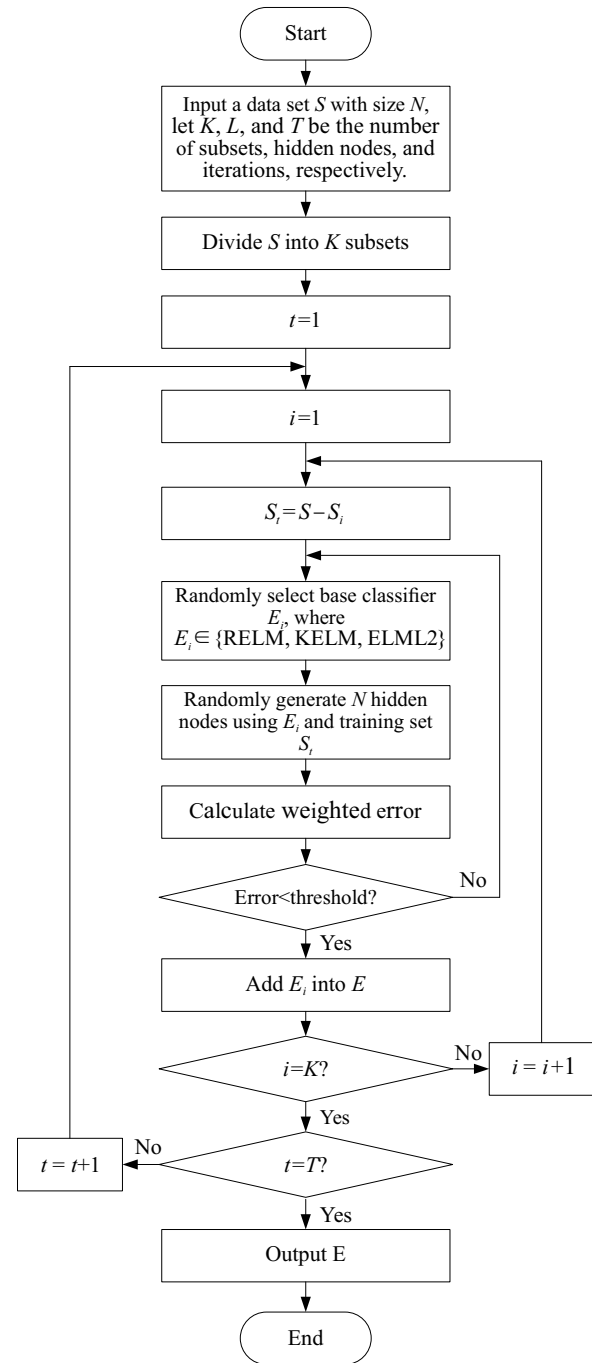 Start
Input a data set S with size N,
let K, L, and T be the number
of subsets, hidden nodes, and
iterations, respectively.
Divide S into K subsets
t=1
i=1
Sₜ=S–Sᵢ
Randomly select base classifier
Eᵢ, where
Eᵢ∈{RELM, KELM, ELML2}
Randomly generate N hidden
nodes using Eᵢ and training set
Sₜ
Calculate weighted error
Error<threshold?
No
Yes
Add Eᵢ into E
i=K?
No
i = i+1
Yes
t=T?
No
t = t+1
Yes
Output E
End